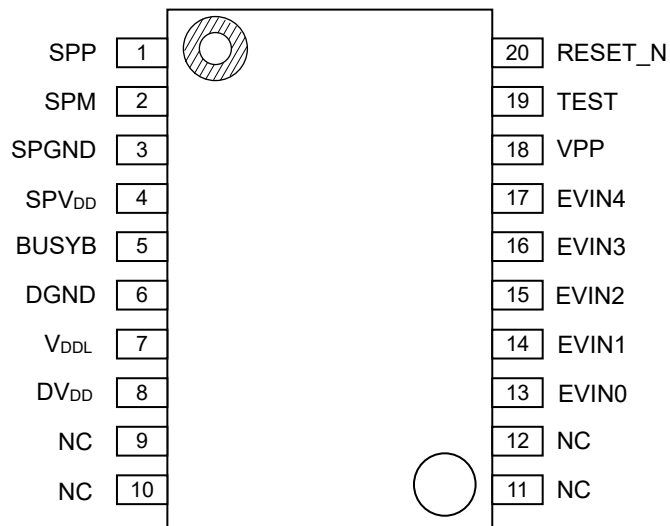 SPP 1 20 RESET_N
SPM 2 19 TEST
SPGND 3 18 VPP
SPVDD 4 17 EVIN4
BUSYB 5 16 EVIN3
DGND 6 15 EVIN2
VDDL 7 14 EVIN1
DVDD 8 13 EVIN0
NC 9 12 NC
NC 10 11 NC